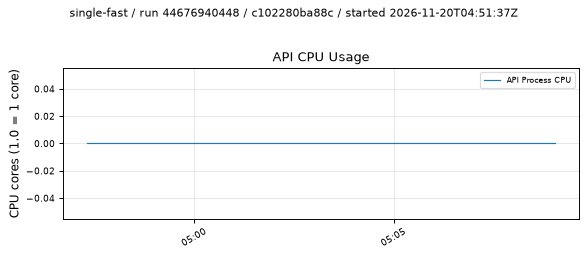 single-fast / run 44676940448 / c102280ba88c / started 2026-11-20T04:51:37Z
API CPU Usage
API Process CPU
CPU cores (1.0 = 1 core)
0.04
0.02
0.00
−0.02
−0.04
05:00
05:05